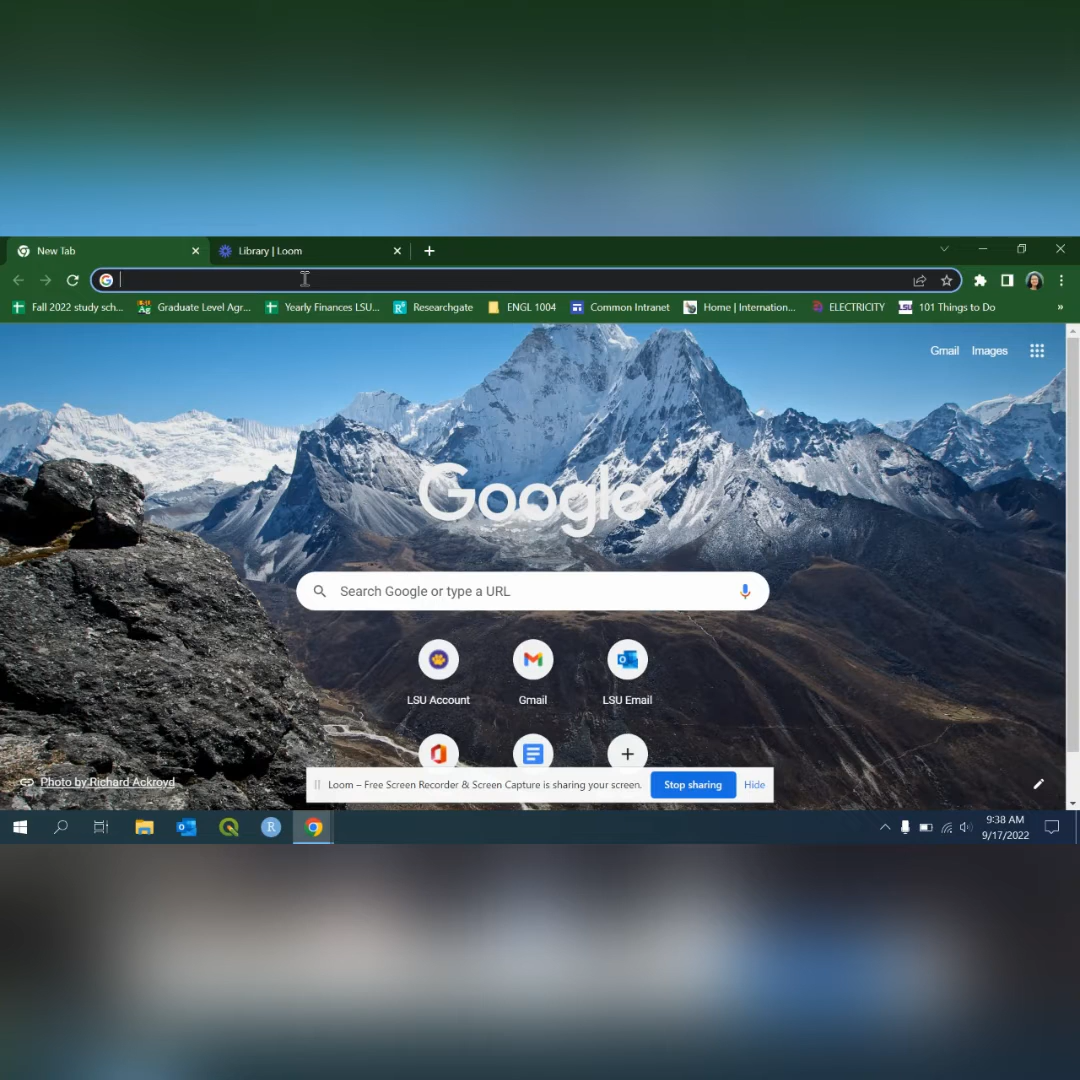 New Tab
Library | Loom
Fall 2022 study sch... Graduate Level Agr... Yearly Finances LSU... Researchgate ENGL 1004 Common Intranet Home | Internation... ELECTRICITY 101 Things to Do »
Gmail Images
Google
Search Google or type a URL
LSU Account Gmail LSU Email
Photo by Richard Ackroyd
Loom – Free Screen Recorder & Screen Capture is sharing your screen. Stop sharing Hide
9:38 AM
9/17/2022